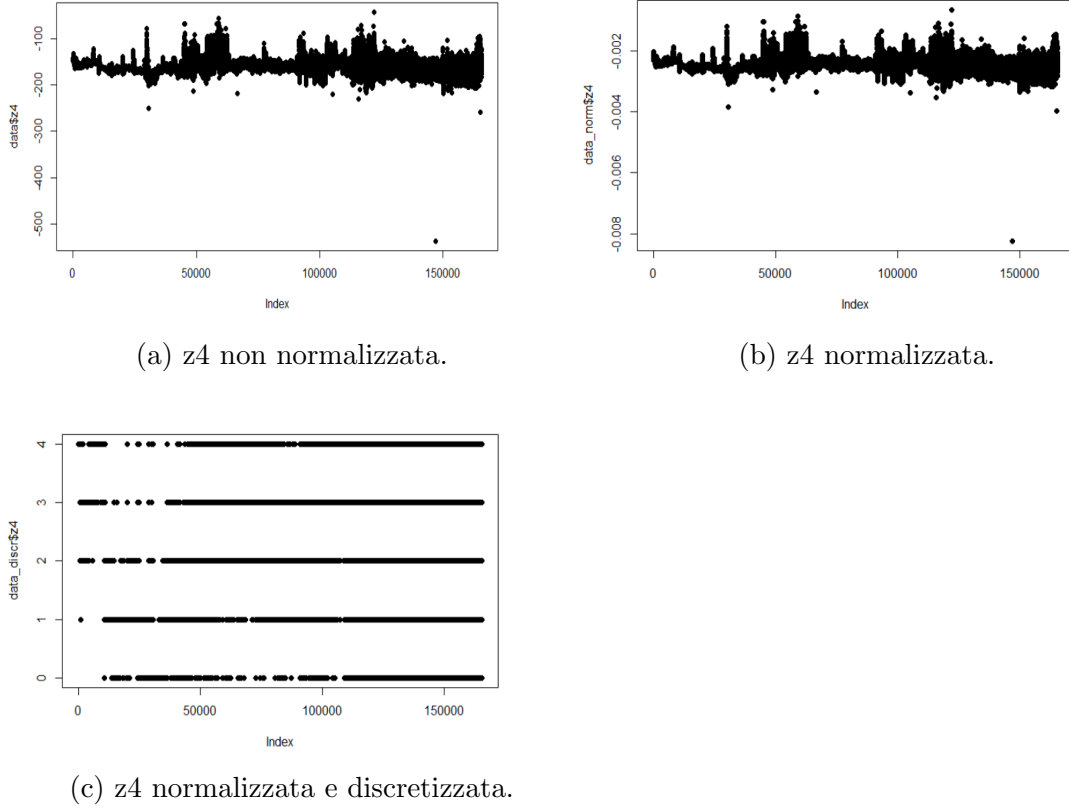 -100
-200
-300
-400
-500
data$z4
0
50000
100000
150000
Index
(a) z4 non normalizzata.
-0.002
-0.004
-0.006
-0.008
data_norm$z4
0
50000
100000
150000
Index
(b) z4 normalizzata.
4
3
2
1
0
data_discr$z4
0
50000
100000
150000
Index
(c) z4 normalizzata e discretizzata.